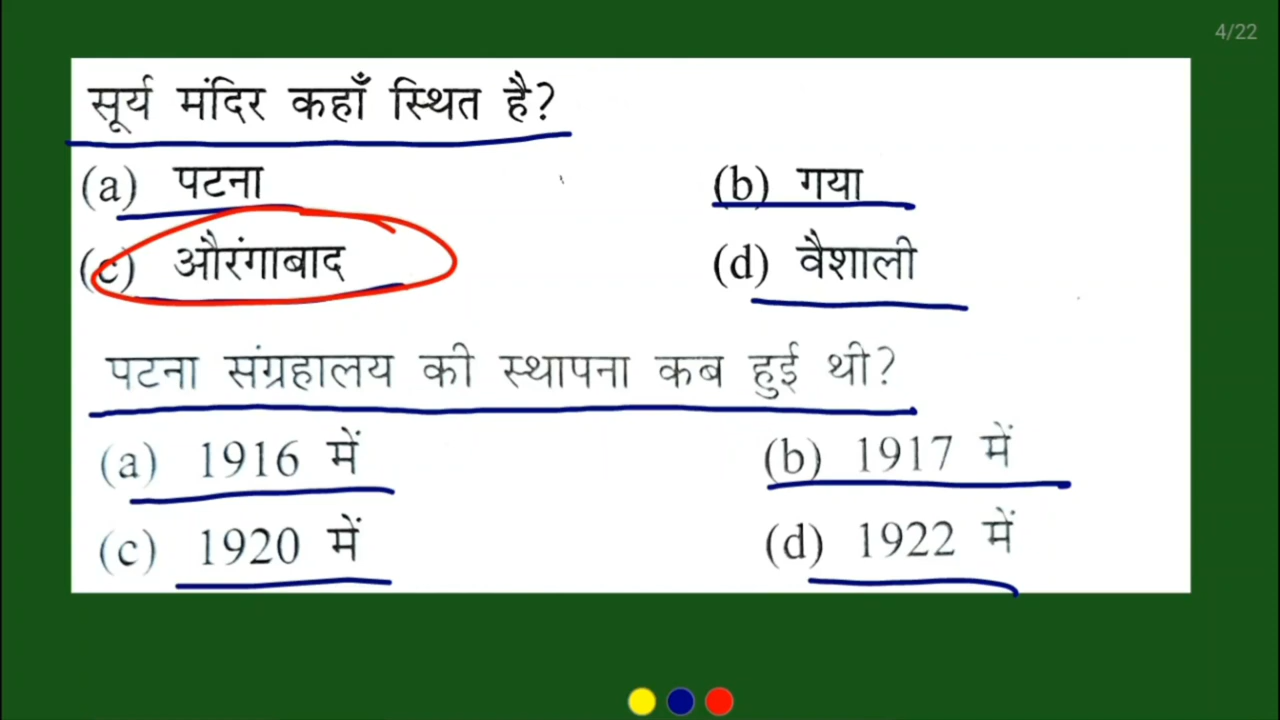 4/22
सूर्य मंदिर कहाँ स्थित है?
(a) पटना (b) गया
(c) औरंगाबाद (d) वैशाली
पटना संग्रहालय की स्थापना कब हुई थी?
(a) 1916 में (b) 1917 में
(c) 1920 में (d) 1922 में